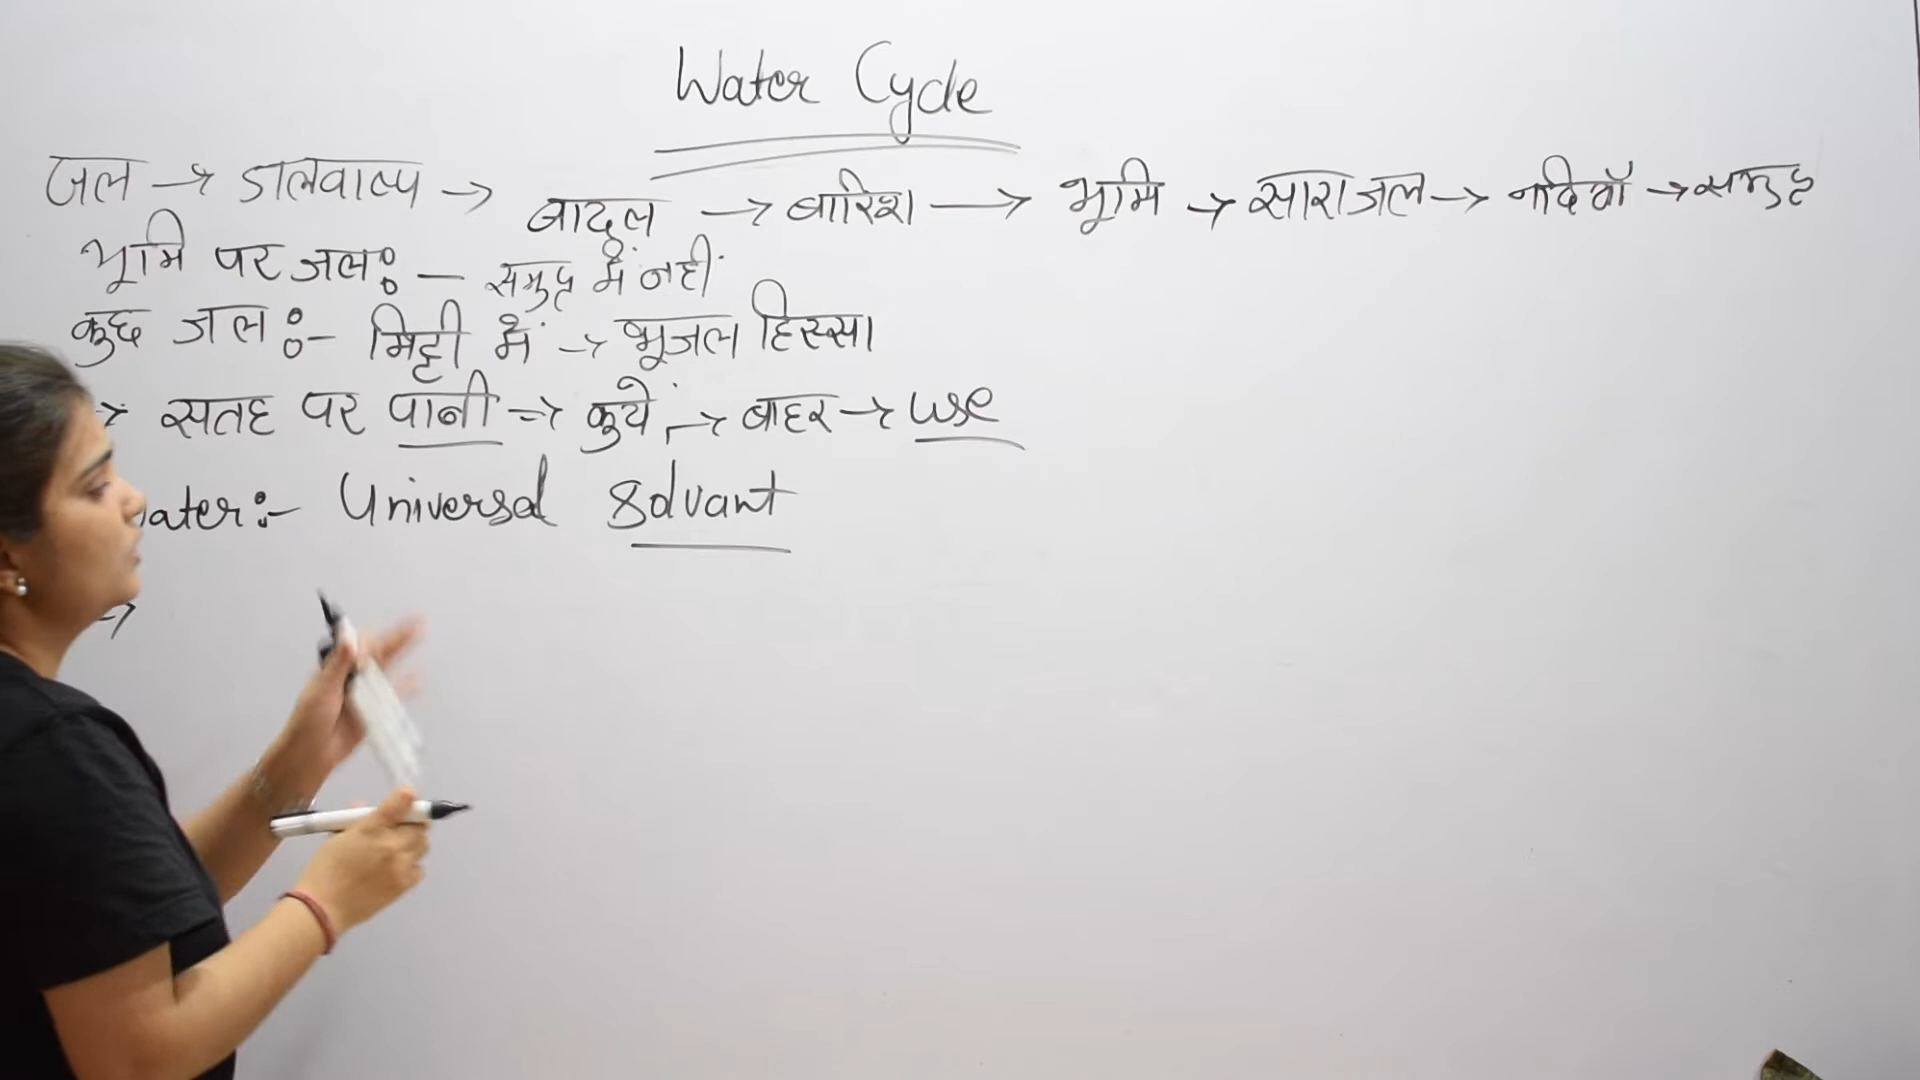 Water Cycle
जल → जलवाष्प → बादल → बारिश → भूमि → सारा जल → नदियाँ → समुद्र
भूमि पर जल :- समुद्र में नहीं
कुछ जल :- मिट्टी में → भूजल हिस्सा
→ सतह पर पानी => कुयें → बाहर → use
ater :- Universal Solvant
→